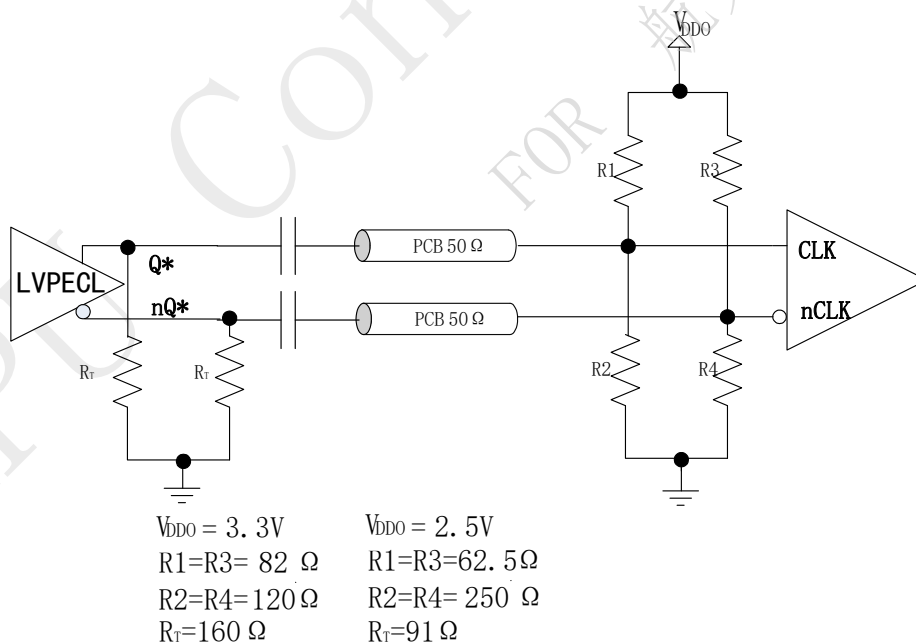 VDDO
R1
R3
PCB 50 Ω
CLK
Q*
LVPECL
nQ*
nCLK
PCB 50 Ω
RT
RT
R2
R4
VDDO = 3.3V
VDDO = 2.5V
R1=R3= 82 Ω
R1=R3=62.5Ω
R2=R4=120Ω
R2=R4= 250 Ω
RT=160 Ω
RT=91Ω
FOR